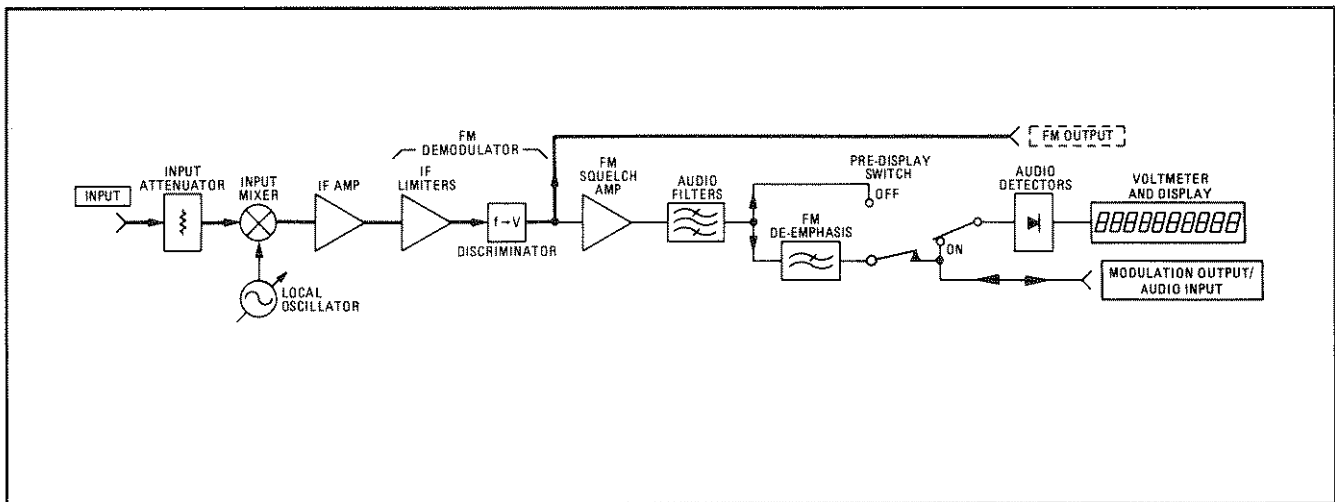 INPUT
INPUT
ATTENUATOR
INPUT
MIXER
LOCAL
OSCILLATOR
IF AMP
FM
DEMODULATOR
IF
LIMITERS
f→V
DISCRIMINATOR
FM
SQUELCH
AMP
AUDIO
FILTERS
FM
DE-EMPHASIS
PRE-DISPLAY
SWITCH
OFF
ON
FM OUTPUT
AUDIO
DETECTORS
VOLTMETER
AND DISPLAY
MODULATION OUTPUT/
AUDIO INPUT